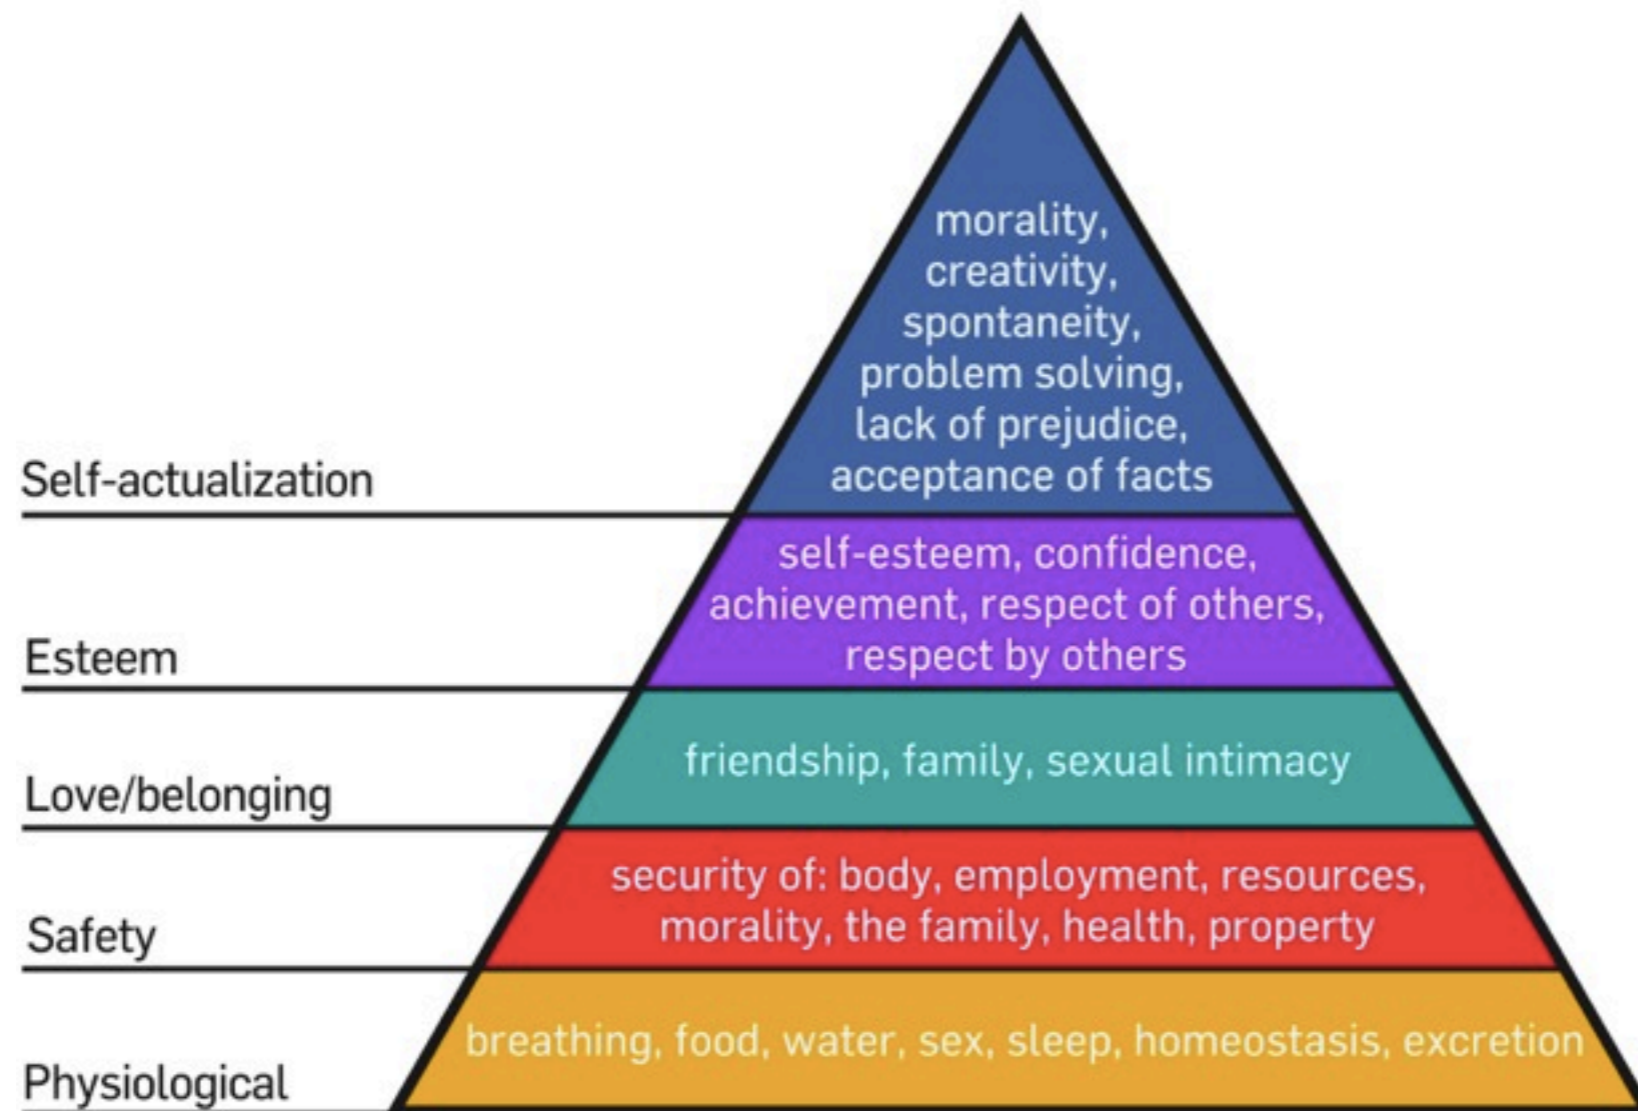 morality,
creativity,
spontaneity,
problem solving,
lack of prejudice,
acceptance of facts
Self-actualization
self-esteem, confidence,
achievement, respect of others,
respect by others
Esteem
friendship, family, sexual intimacy
Love/belonging
security of: body, employment, resources,
morality, the family, health, property
Safety
breathing, food, water, sex, sleep, homeostasis, excretion
Physiological